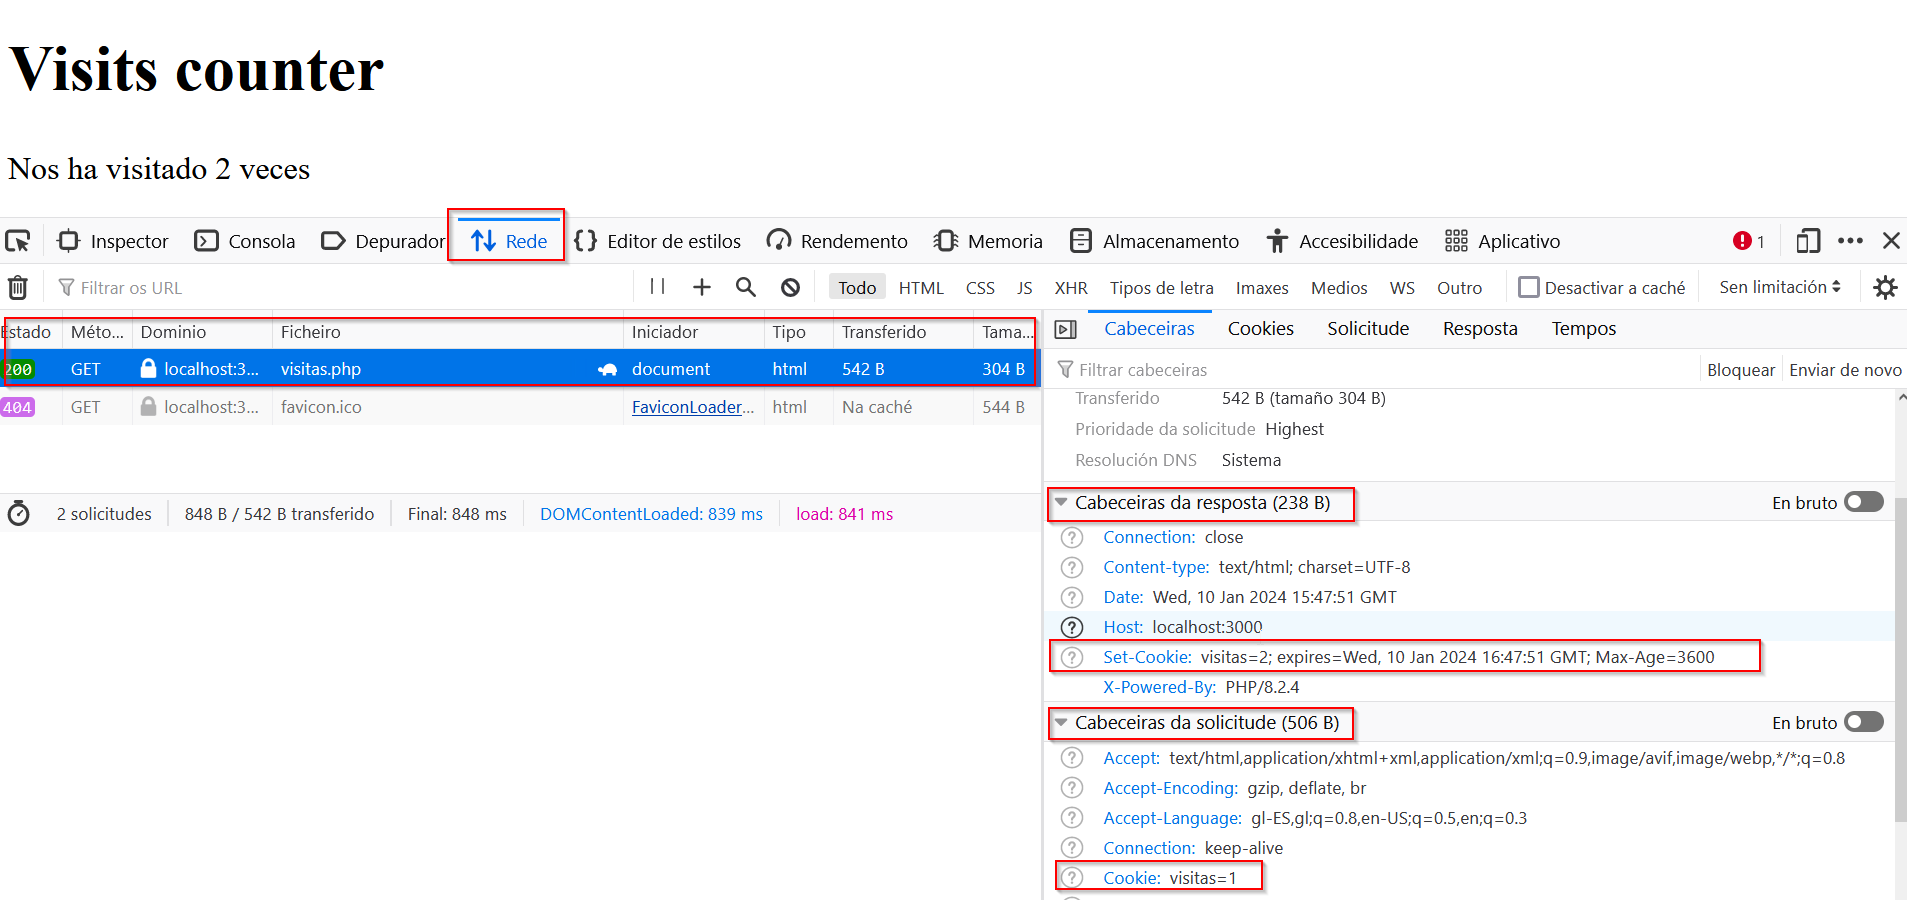 Visits counter
Nos ha visitado 2 veces
Inspector Consola Depurador Rede Editor de estilos Rendemento Memoria Almacenamento Accesibilidade Aplicativo 1
Filtrar os URL Todo HTML CSS JS XHR Tipos de letra Imaxes Medios WS Outro Desactivar a caché Sen limitación
Estado Méto... Dominio Ficheiro Iniciador Tipo Transferido Tama...
200 GET localhost:3... visitas.php document html 542 B 304 B
404 GET localhost:3... favicon.ico FaviconLoader... html Na caché 544 B
2 solicitudes 848 B / 542 B transferido Final: 848 ms DOMContentLoaded: 839 ms load: 841 ms
Cabeceiras Cookies Solicitude Resposta Tempos
Filtrar cabeceiras Bloquear Enviar de novo
Transferido 542 B (tamaño 304 B)
Prioridade da solicitude Highest
Resolución DNS Sistema
Cabeceiras da resposta (238 B) En bruto
Connection: close
Content-type: text/html; charset=UTF-8
Date: Wed, 10 Jan 2024 15:47:51 GMT
Host: localhost:3000
Set-Cookie: visitas=2; expires=Wed, 10 Jan 2024 16:47:51 GMT; Max-Age=3600
X-Powered-By: PHP/8.2.4
Cabeceiras da solicitude (506 B) En bruto
Accept: text/html,application/xhtml+xml,application/xml;q=0.9,image/avif,image/webp,*/*;q=0.8
Accept-Encoding: gzip, deflate, br
Accept-Language: gl-ES,gl;q=0.8,en-US;q=0.5,en;q=0.3
Connection: keep-alive
Cookie: visitas=1